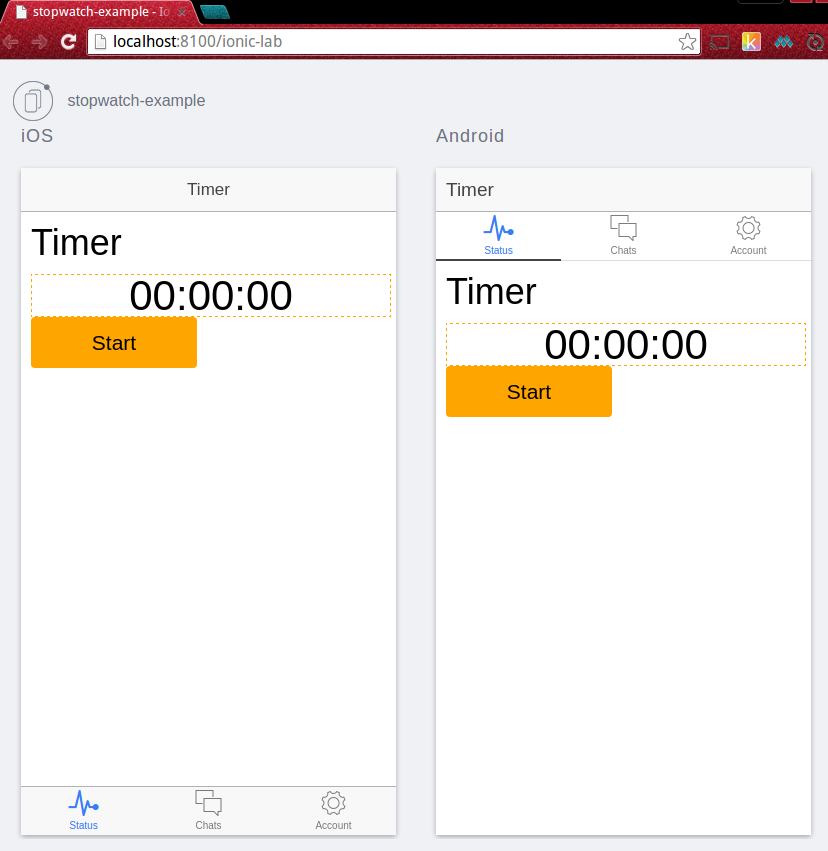 stopwatch-example - Io
localhost:8100/ionic-lab
k
stopwatch-example
iOS
Timer
Timer
00:00:00
Start
Status Chats Account
Android
Timer
Status Chats Account
Timer
00:00:00
Start